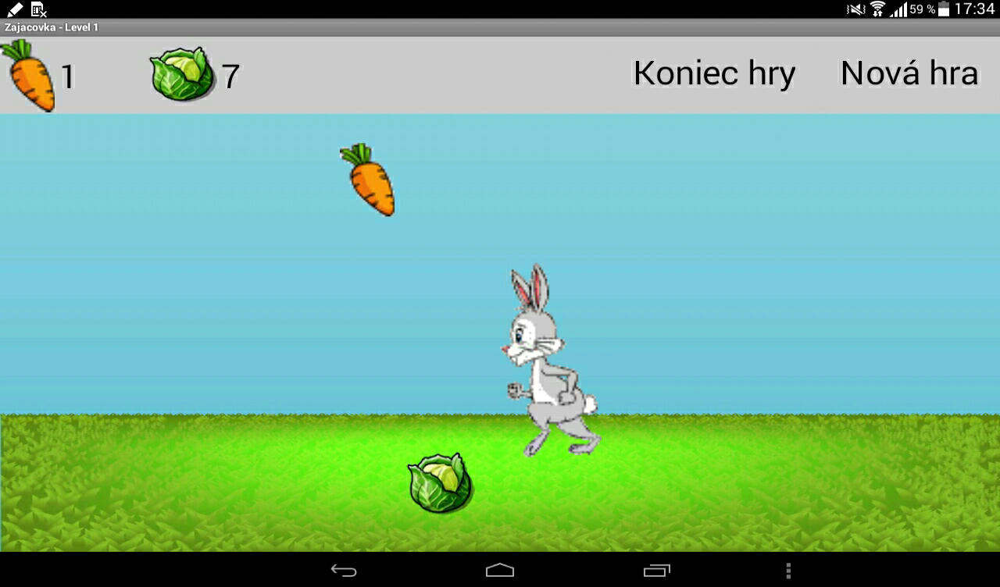 59 % 17:34
Zajacovka - Level 1
1 7 Koniec hry Nová hra